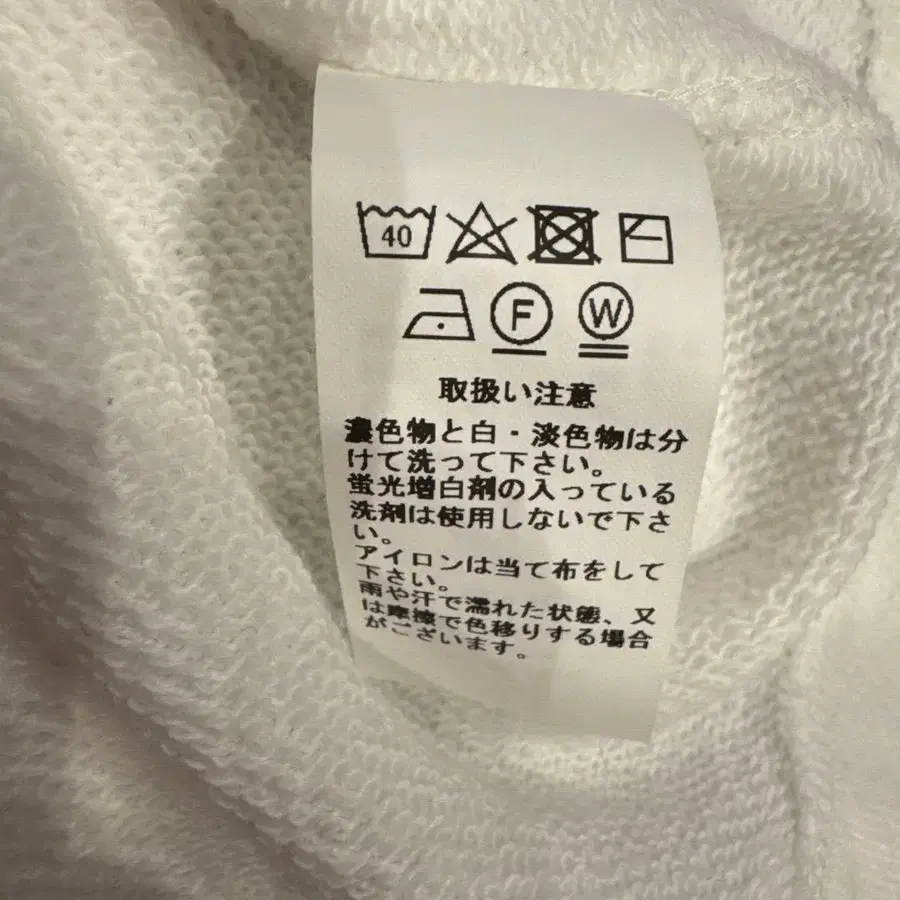 40
F W
取扱い注意
濃色物と白・淡色物は分
けて洗って下さい。
蛍光増白剤の入っている
洗剤は使用しないで下さ
い。
アイロンは当て布をして
下さい。
雨や汗で濡れた状態、又
は摩擦で色移りする場合
がございます。